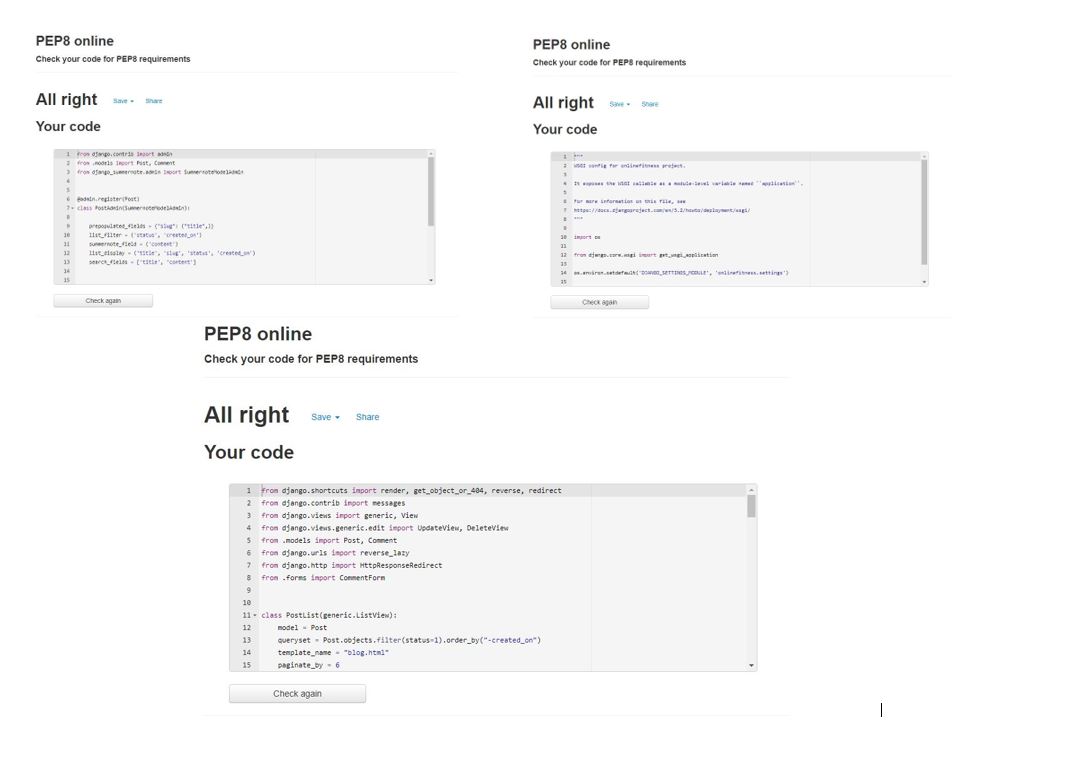 PEP8 online
Check your code for PEP8 requirements
All right Save Share
Your code
1 from django.contrib import admin
2 from .models import Post, Comment
3 from django_summernote.admin import SummernoteModelAdmin
4
5
6 @admin.register(Post)
7 class PostAdmin(SummernoteModelAdmin):
8
9 prepopulated_fields = {"slug": ("title",)}
10 list_filter = ('status', 'created_on')
11 summernote_field = ('content')
12 list_display = ('title', 'slug', 'status', 'created_on')
13 search_fields = ['title', 'content']
14
15
Check again
PEP8 online
Check your code for PEP8 requirements
All right Save Share
Your code
1 """
2 WSGI config for onlinefitness project.
3
4 It exposes the WSGI callable as a module-level variable named ``application``.
5
6 For more information on this file, see
7 https://docs.djangoproject.com/en/3.2/howto/deployment/wsgi/
8 """
9
10 import os
11
12 from django.core.wsgi import get_wsgi_application
13
14 os.environ.setdefault('DJANGO_SETTINGS_MODULE', 'onlinefitness.settings')
15
Check again
PEP8 online
Check your code for PEP8 requirements
All right Save Share
Your code
1 from django.shortcuts import render, get_object_or_404, reverse, redirect
2 from django.contrib import messages
3 from django.views import generic, View
4 from django.views.generic.edit import UpdateView, DeleteView
5 from .models import Post, Comment
6 from django.urls import reverse_lazy
7 from django.http import HttpResponseRedirect
8 from .forms import CommentForm
9
10
11 class PostList(generic.ListView):
12 model = Post
13 queryset = Post.objects.filter(status=1).order_by("-created_on")
14 template_name = "blog.html"
15 paginate_by = 6
Check again